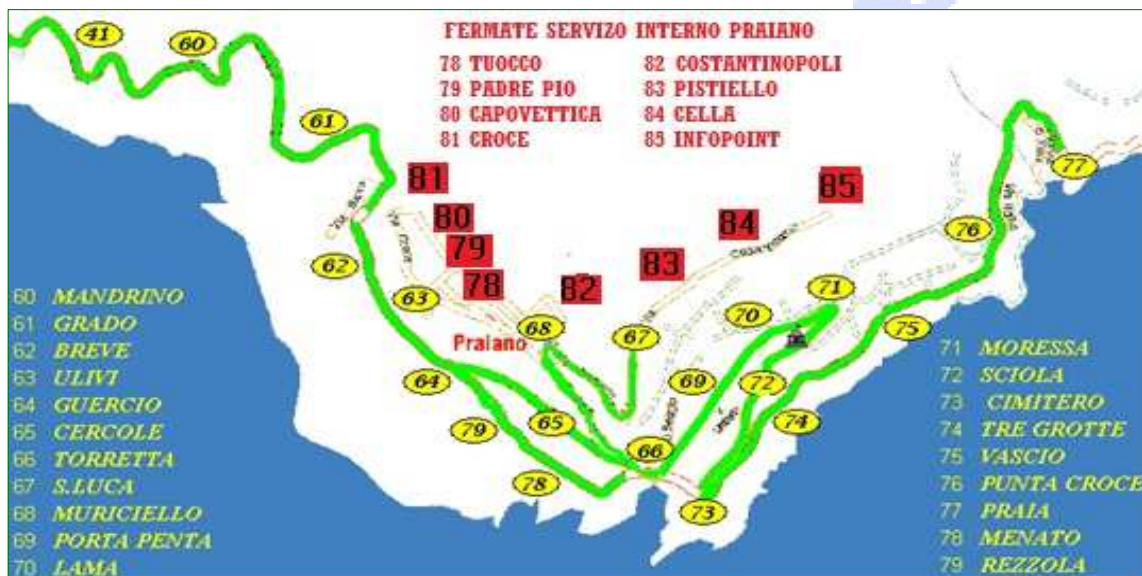 FERMATE SERVIZO INTERNO PRAIANO
78 TUOCCO
79 PADRE PIO
80 CAPOVETTICA
81 CROCE
82 COSTANTINOPOLI
83 PISTIELLO
84 CELLA
85 INFOPOINT
41
60
61
81
80
79
78
82
83
84
85
77
76
62
63
68
67
70
71
75
Praiano
64
69
72
79
65
66
74
78
73
60 MANDRINO
61 GRADO
62 BREVE
63 ULIVI
64 GUERCIO
65 CERCOLE
66 TORRETTA
67 S.LUCA
68 MURICIELLO
69 PORTA PENTA
70 LAMA
71 MORESSA
72 SCIOLA
73 CIMITERO
74 TRE GROTTE
75 VASCIO
76 PUNTA CROCE
77 PRAIA
78 MENATO
79 REZZOLA